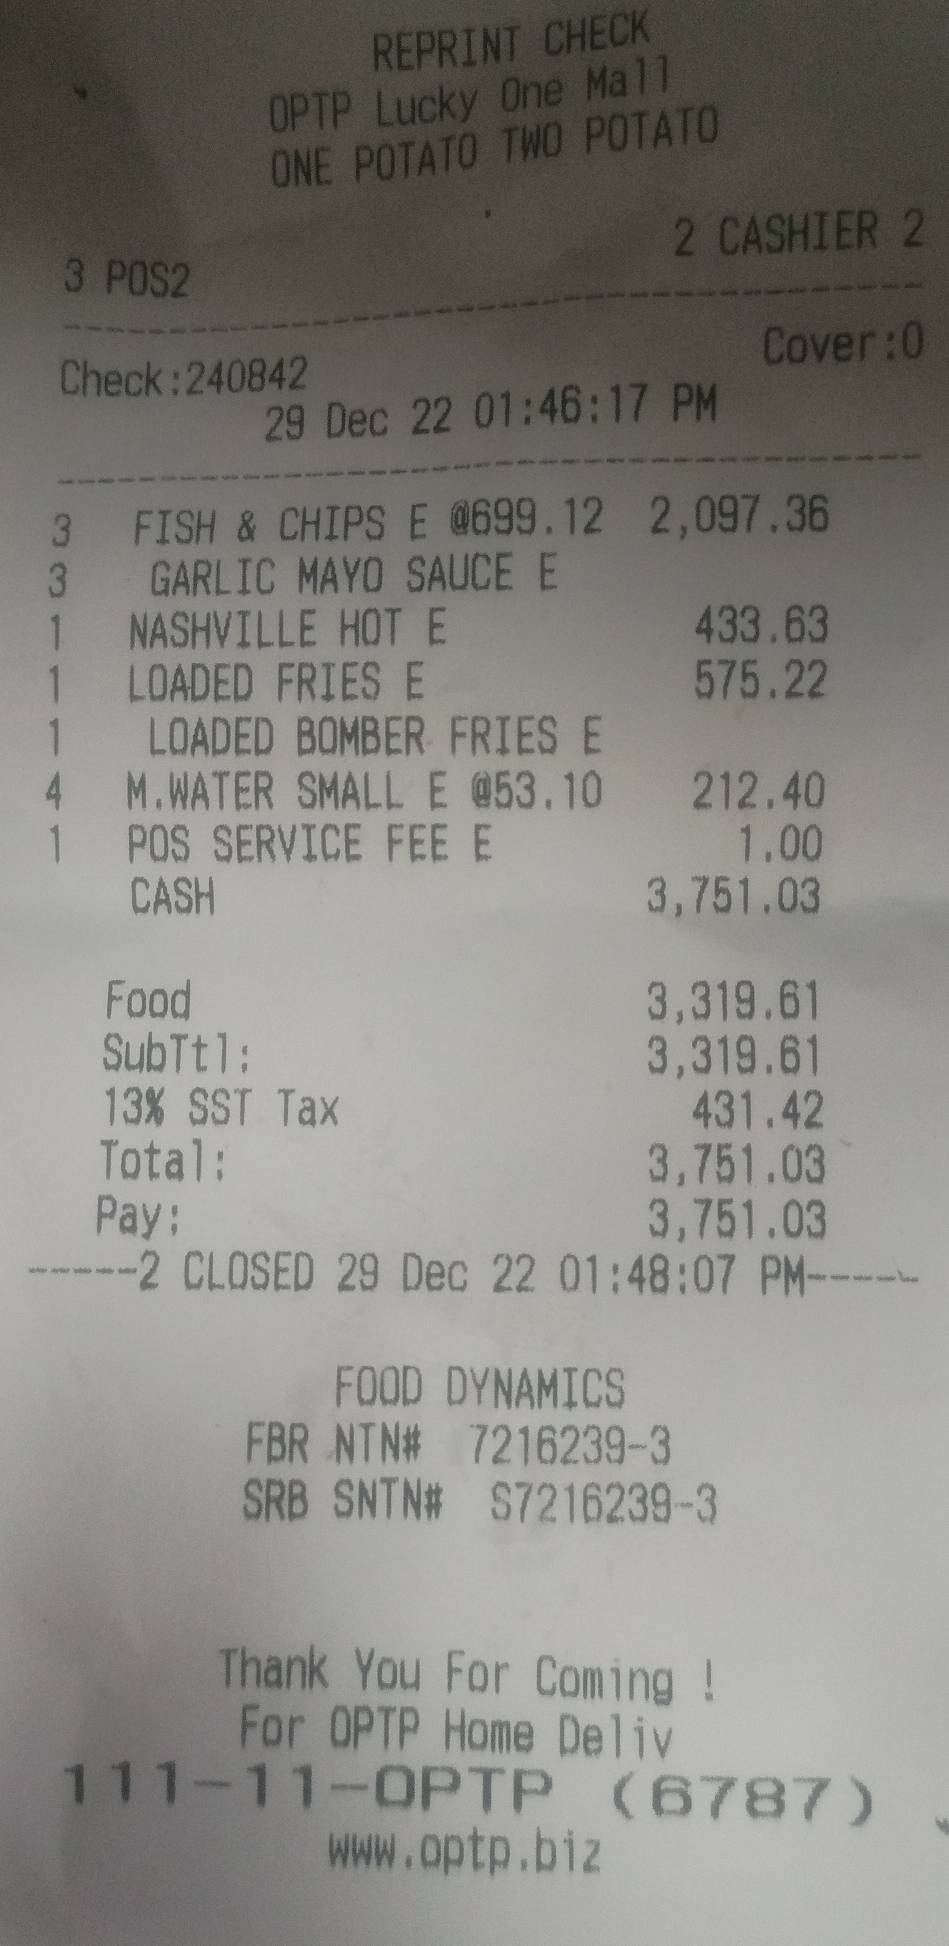 REPRINT CHECK
OPTP Lucky One Mall
ONE POTATO TWO POTATO
3 POS2 2 CASHIER 2
--------------------------------
Check:240842 Cover:0
29 Dec 22 01:46:17 PM
--------------------------------
3 FISH & CHIPS E @699.12 2,097.36
3 GARLIC MAYO SAUCE E
1 NASHVILLE HOT E 433.63
1 LOADED FRIES E 575.22
1 LOADED BOMBER FRIES E
4 M.WATER SMALL E @53.10 212.40
1 POS SERVICE FEE E 1.00
CASH 3,751.03
Food 3,319.61
SubTtl: 3,319.61
13% SST Tax 431.42
Total: 3,751.03
Pay: 3,751.03
-----2 CLOSED 29 Dec 22 01:48:07 PM-----
FOOD DYNAMICS
FBR NTN# 7216239-3
SRB SNTN# S7216239-3
Thank You For Coming !
For OPTP Home Deliv
111-11-OPTP (6787)
www.optp.biz